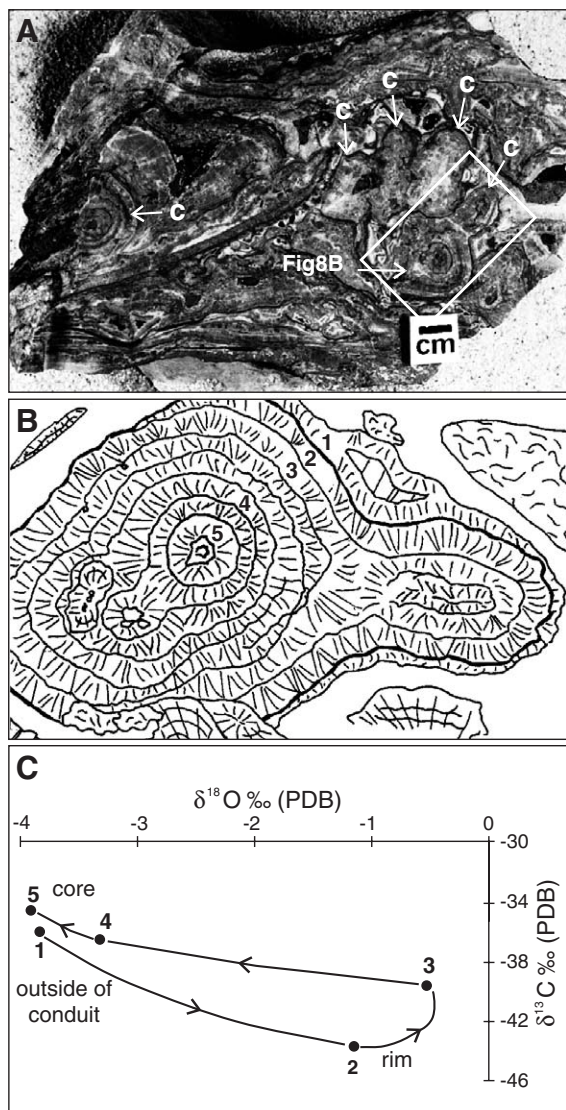 A
c
c
c
c
c
Fig8B
cm
B
1
2
3
4
5
C
δ18O ‰ (PDB)
-4 -3 -2 -1 0
-30
-34
-38
-42
-46
δ13C ‰ (PDB)
5 core
4
1
3
outside of
conduit
2
rim